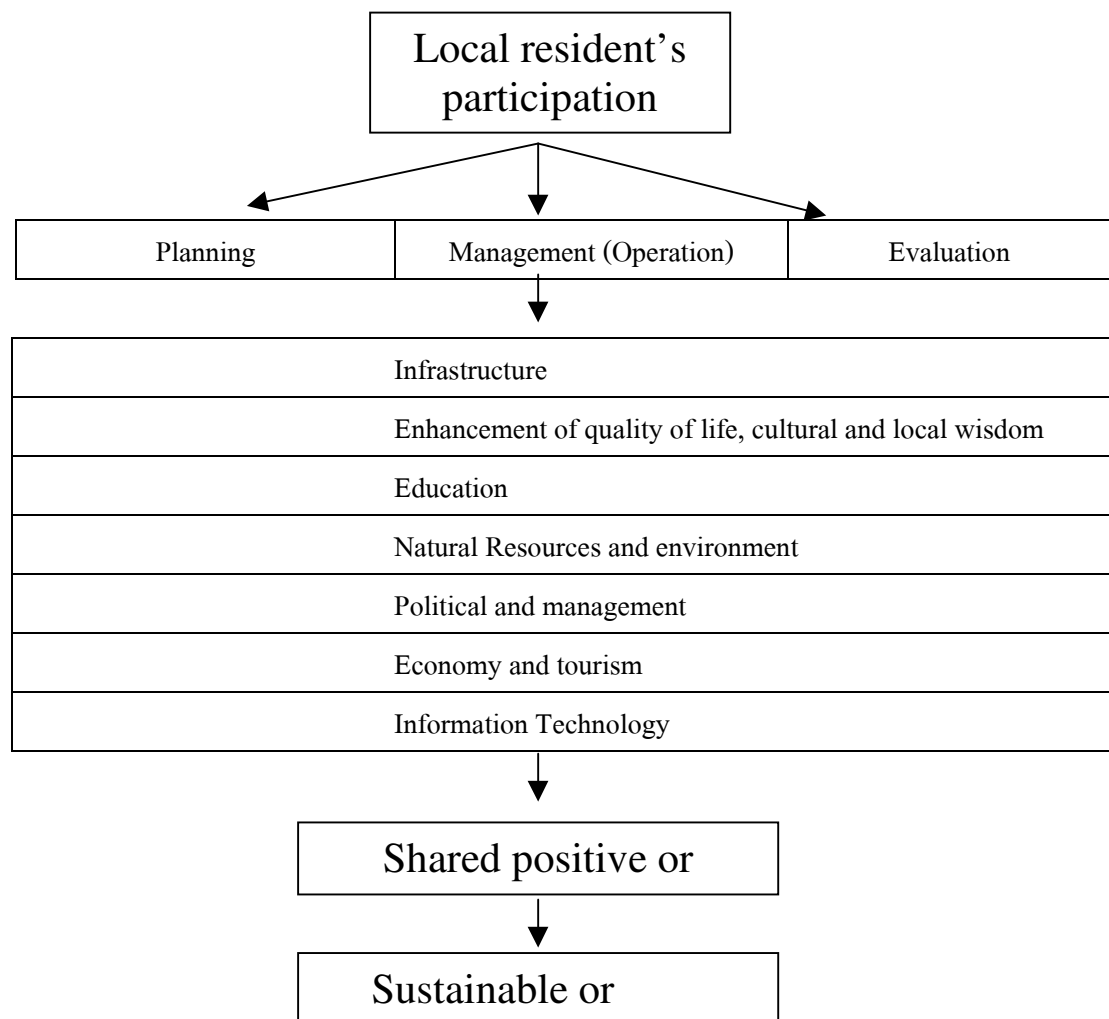 Local resident's
participation
Planning
Management (Operation)
Evaluation
Infrastructure
Enhancement of quality of life, cultural and local wisdom
Education
Natural Resources and environment
Political and management
Economy and tourism
Information Technology
Shared positive or
Sustainable or